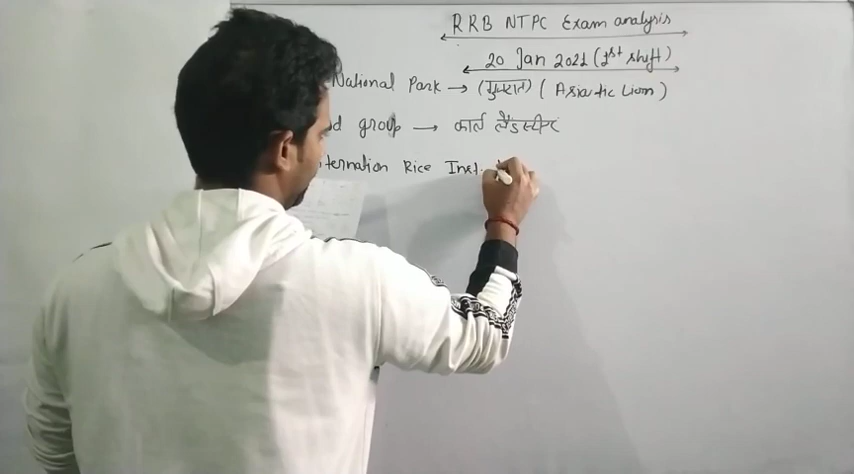 RRB NTPC Exam analysis
20 Jan 2021 (1st shift)
National Park → (गुजरात) (Asiatic Lion)
group → कार्ल लैंडस्टीनर
Rice Inst